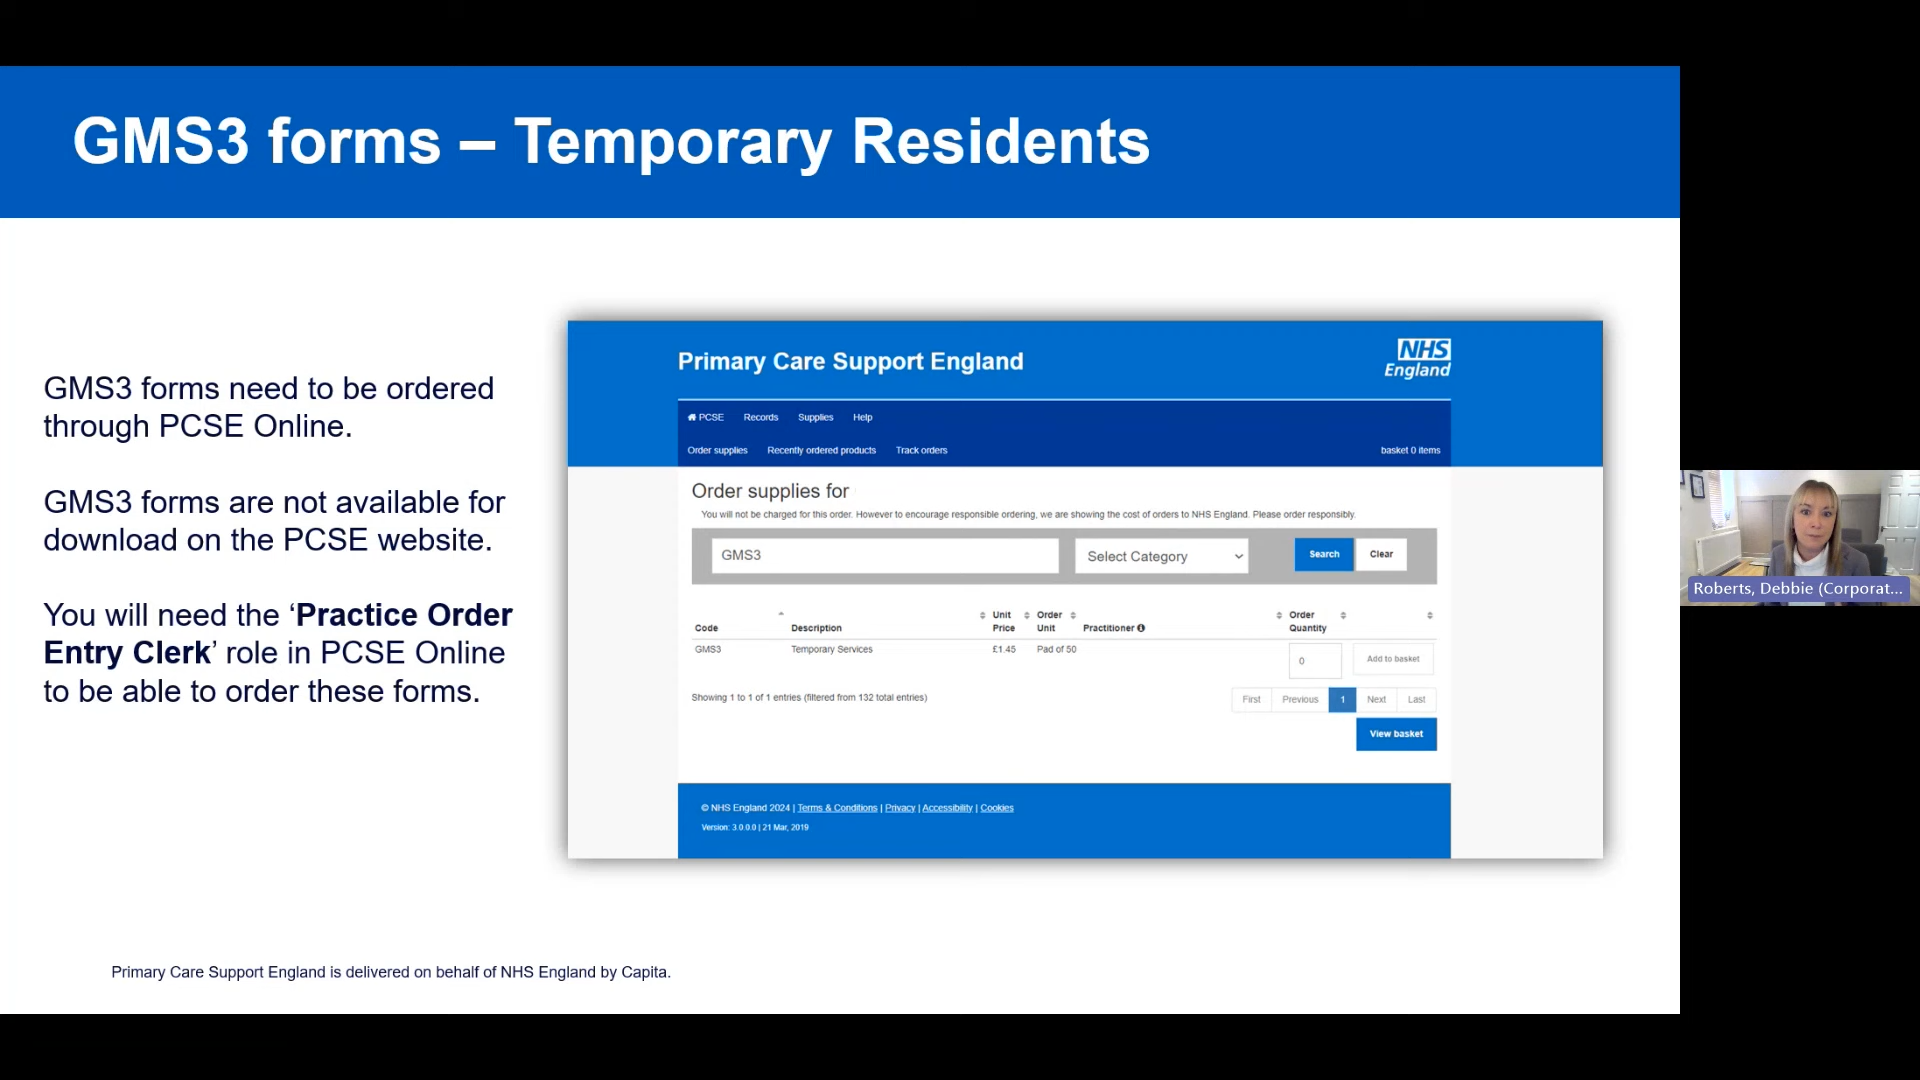 GMS3 forms – Temporary Residents
GMS3 forms need to be ordered
through PCSE Online.
GMS3 forms are not available for
download on the PCSE website.
You will need the ‘Practice Order
Entry Clerk’ role in PCSE Online
to be able to order these forms.
Primary Care Support England
NHS
England
PCSE Records Supplies Help
Order supplies Recently ordered products Track orders basket 0 items
Order supplies for
You will not be charged for this order. However to encourage responsible ordering, we are showing the cost of orders to NHS England. Please order responsibly.
GMS3 Select Category Search Clear
Code Description Unit Price Order Unit Practitioner Order Quantity
GMS3 Temporary Services £1.45 Pad of 50 0 Add to basket
Showing 1 to 1 of 1 entries (filtered from 132 total entries) First Previous 1 Next Last
View basket
© NHS England 2024 | Terms & Conditions | Privacy | Accessibility | Cookies
Version: 3.0.0.0 | 21 Mar, 2019
Primary Care Support England is delivered on behalf of NHS England by Capita.
Roberts, Debbie (Corporat...